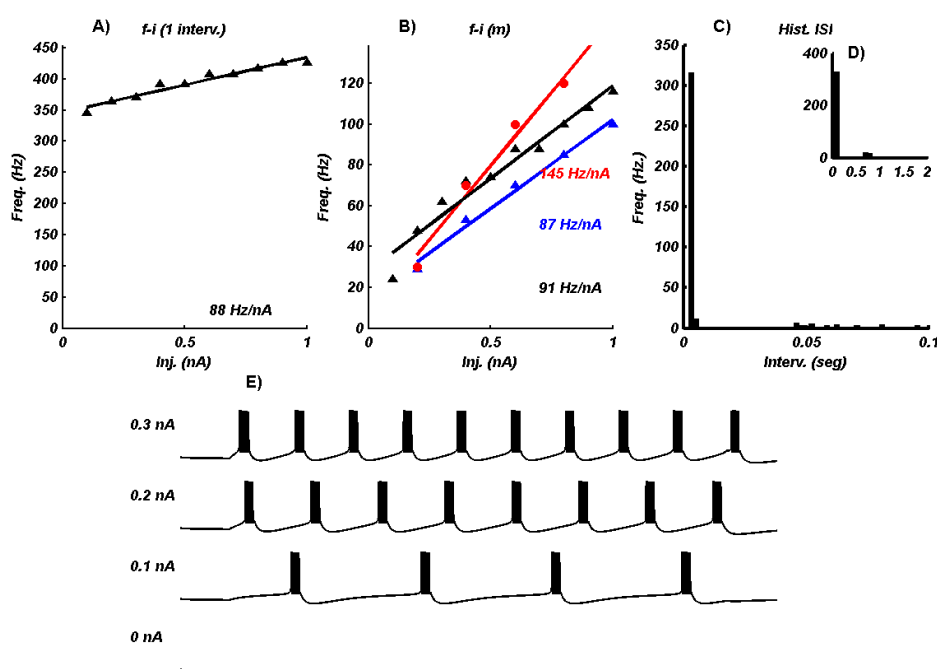 A) f-i (1 interv.)
450
400
350
300
250
200
150
100
50
0
Freq. (Hz)
88 Hz/nA
0 0.5 1
Inj. (nA)
B) f-i (m)
120
100
80
60
40
20
0
Freq. (Hz)
145 Hz/nA
87 Hz/nA
91 Hz/nA
0 0.5 1
Inj. (nA)
C) Hist. ISI
350
300
250
200
150
100
50
0
Freq. (Hz.)
0 0.05 0.1
Interv. (seg)
D)
400
200
0
0 0.5 1 1.5 2
E)
0.3 nA
0.2 nA
0.1 nA
0 nA